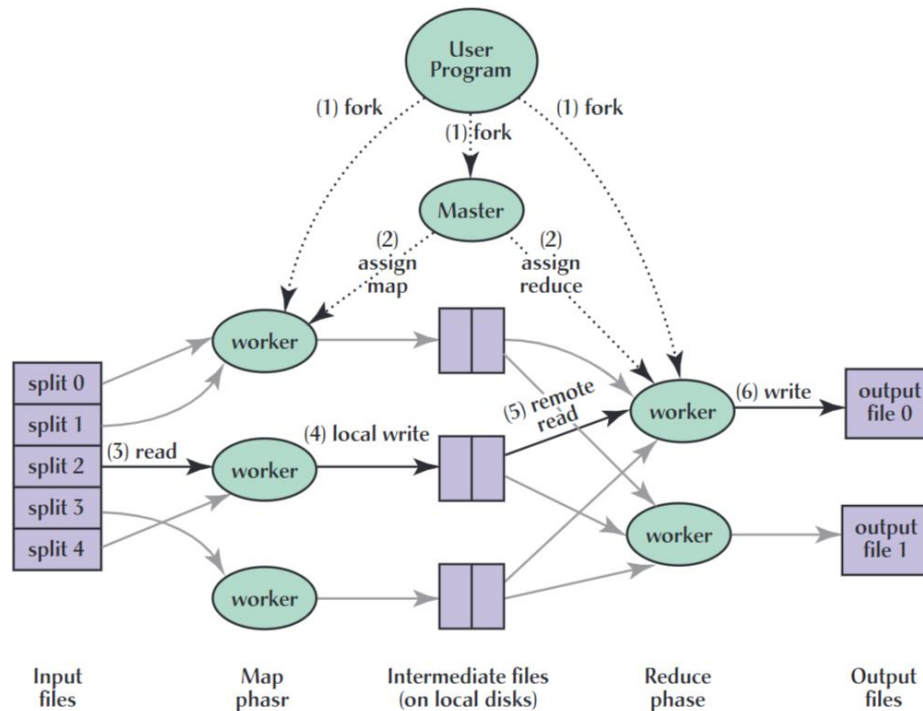 User
Program
(1) fork
(1) fork
(1) fork
Master
(2)
assign
map
(2)
assign
reduce
worker
split 0
split 1
split 2
split 3
split 4
(3) read
worker
(4) local write
(5) remote
read
worker
(6) write
output
file 0
worker
output
file 1
worker
Input
files
Map
phasr
Intermediate files
(on local disks)
Reduce
phase
Output
files